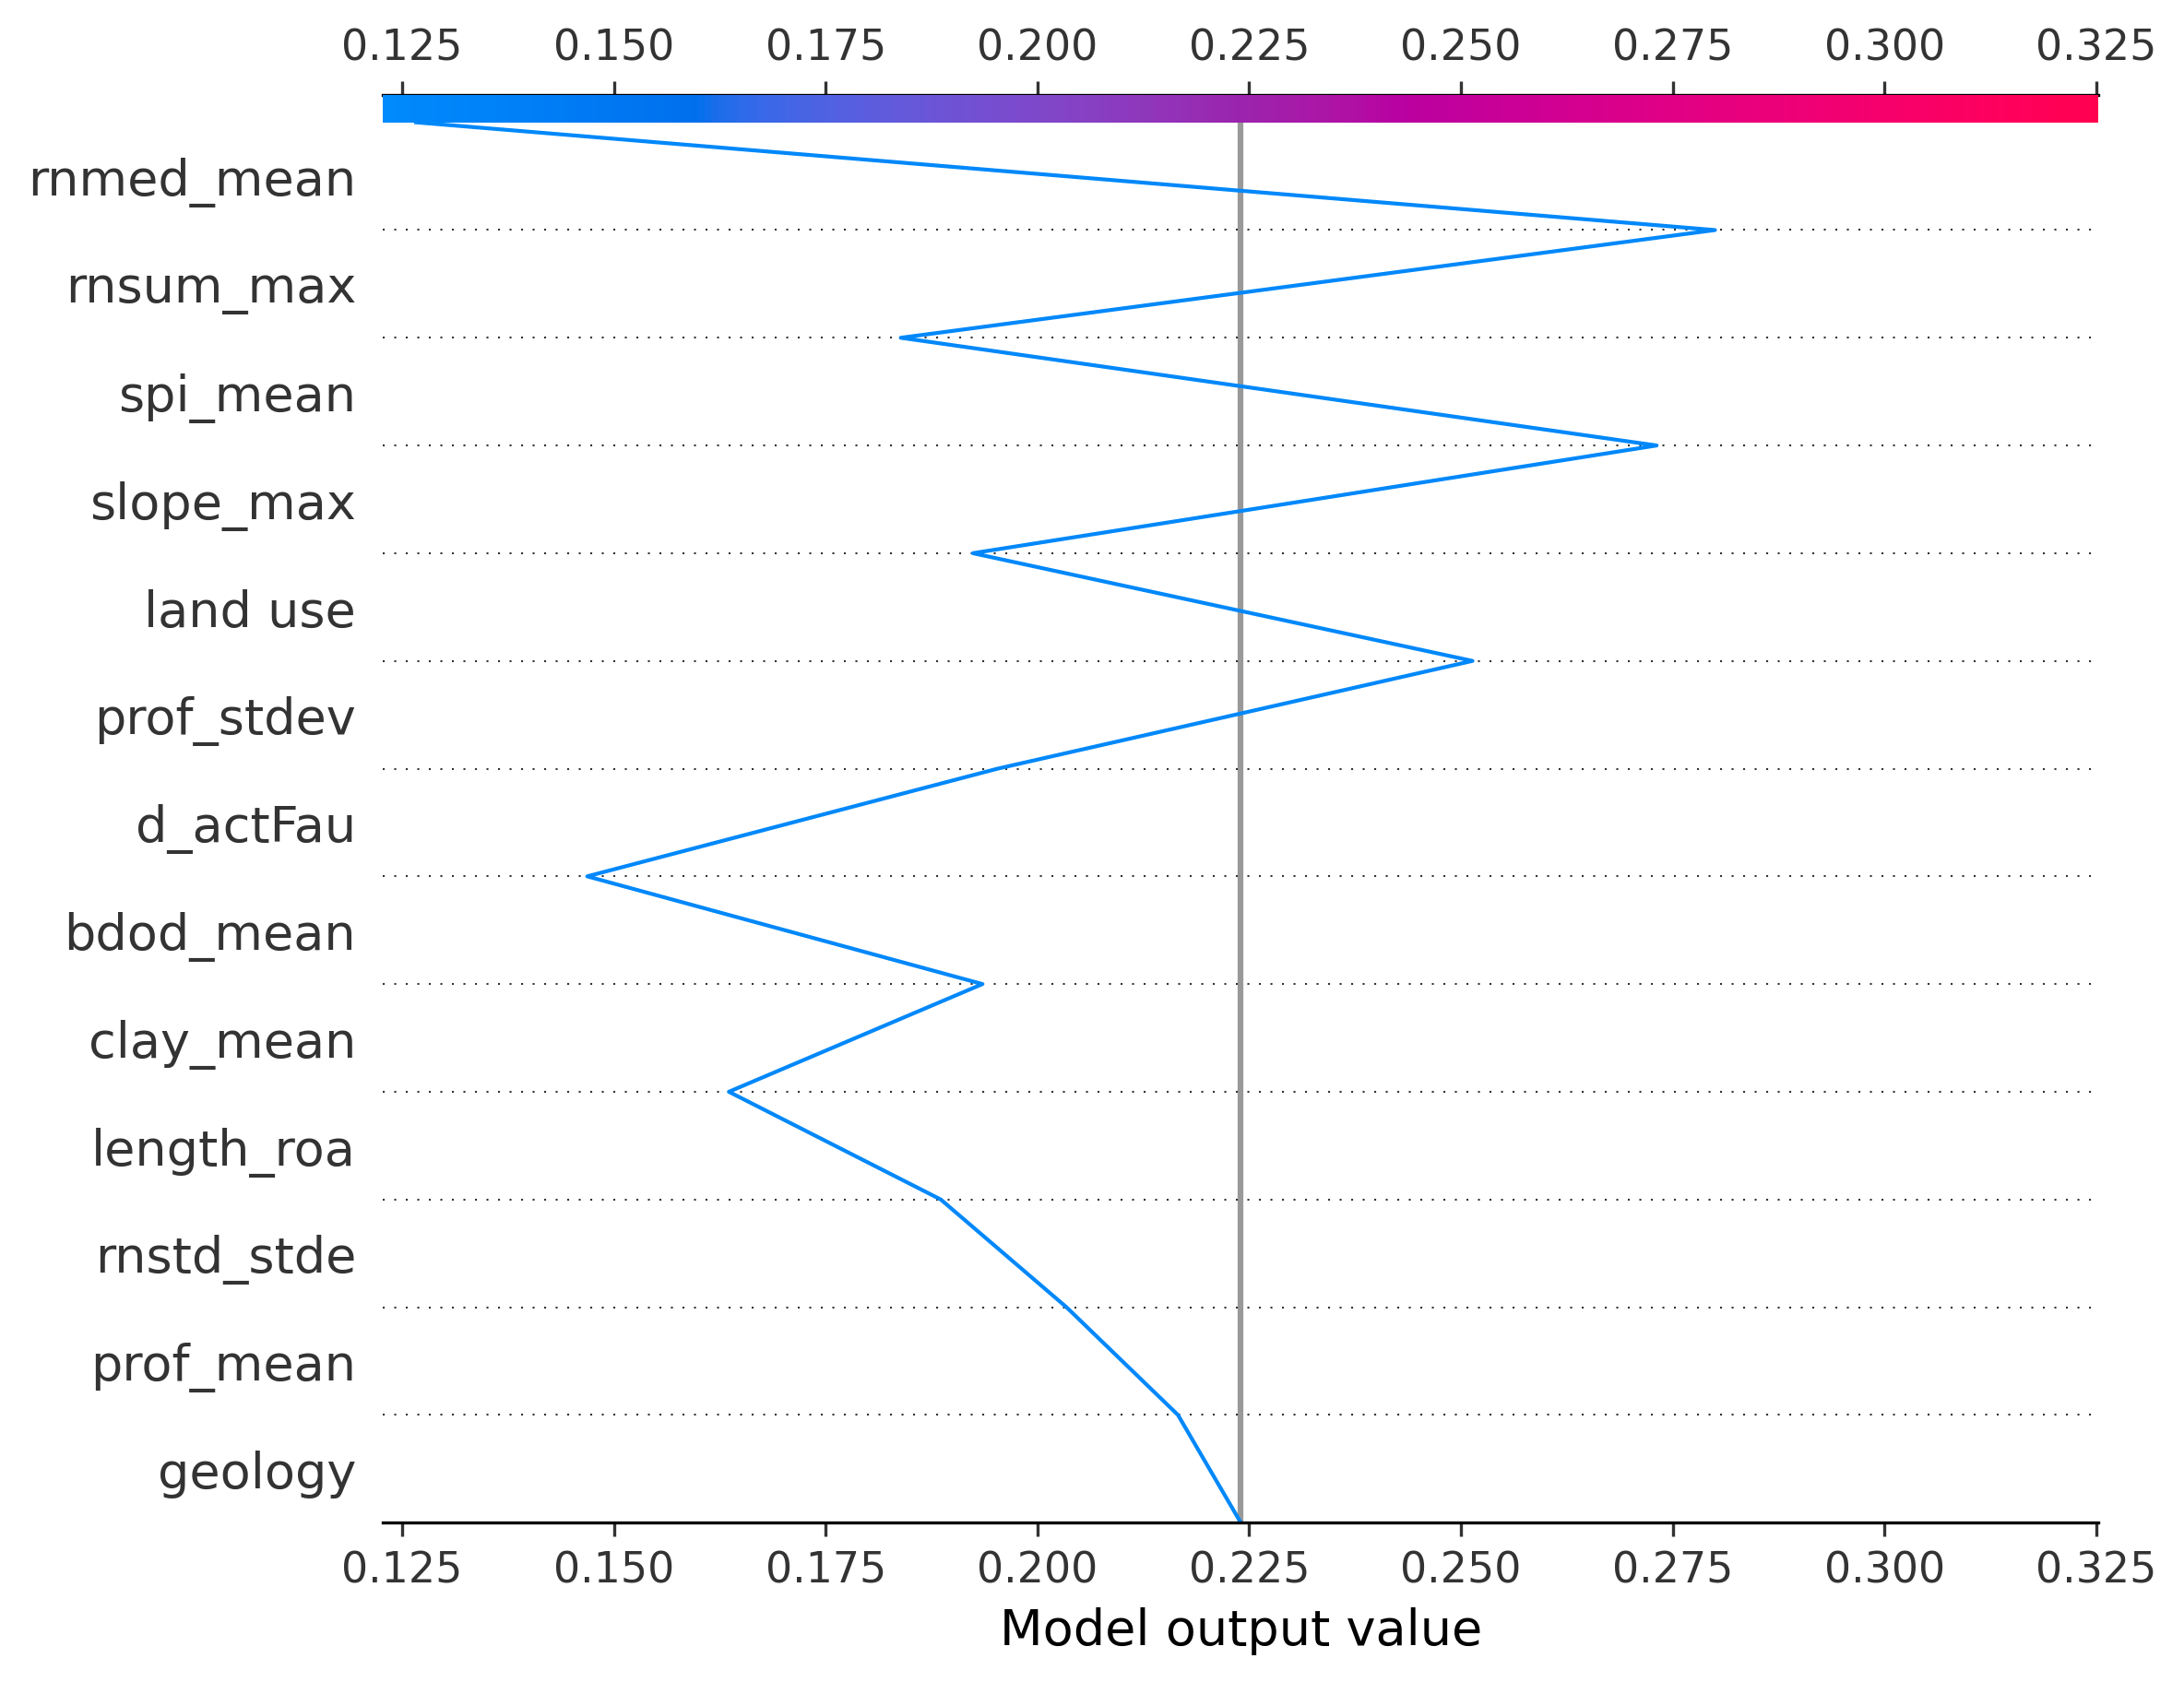 0.125 0.150 0.175 0.200 0.225 0.250 0.275 0.300 0.325
rnmed_mean
rnsum_max
spi_mean
slope_max
land use
prof_stdev
d_actFau
bdod_mean
clay_mean
length_roa
rnstd_stde
prof_mean
geology
0.125 0.150 0.175 0.200 0.225 0.250 0.275 0.300 0.325
Model output value